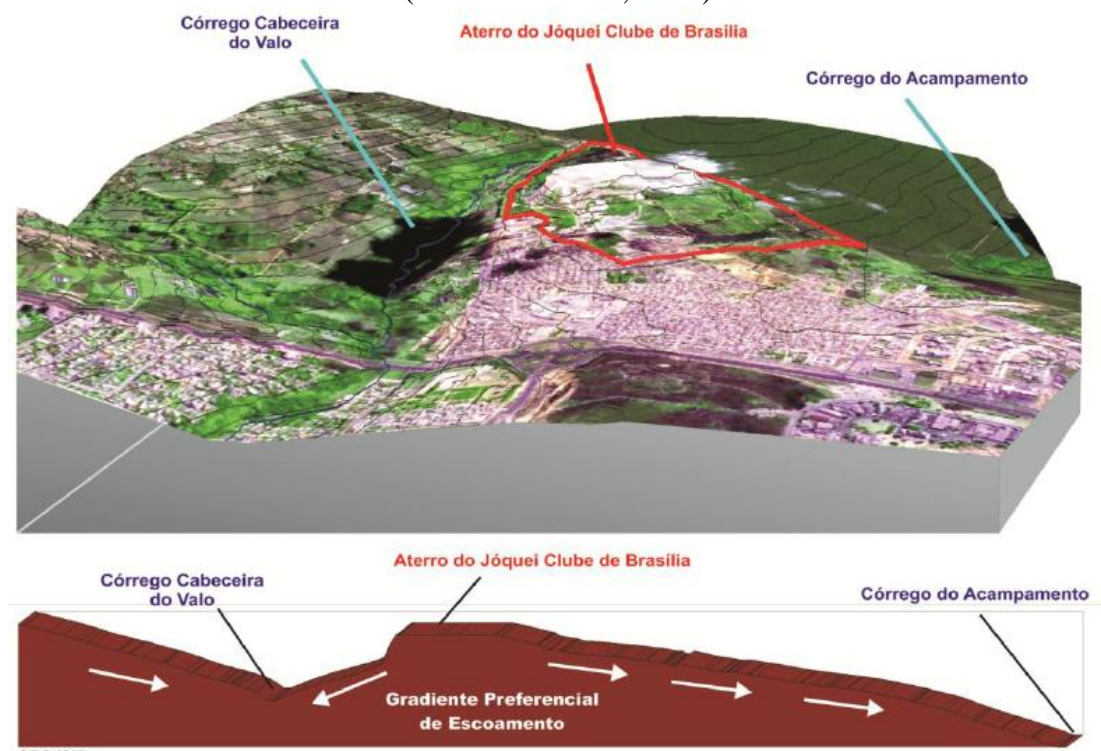 Córrego Cabeceira
do Valo
Aterro do Jóquei Clube de Brasília
Córrego do Acampamento
Aterro do Jóquei Clube de Brasília
Córrego Cabeceira
do Valo
Córrego do Acampamento
Gradiente Preferencial
de Escoamento